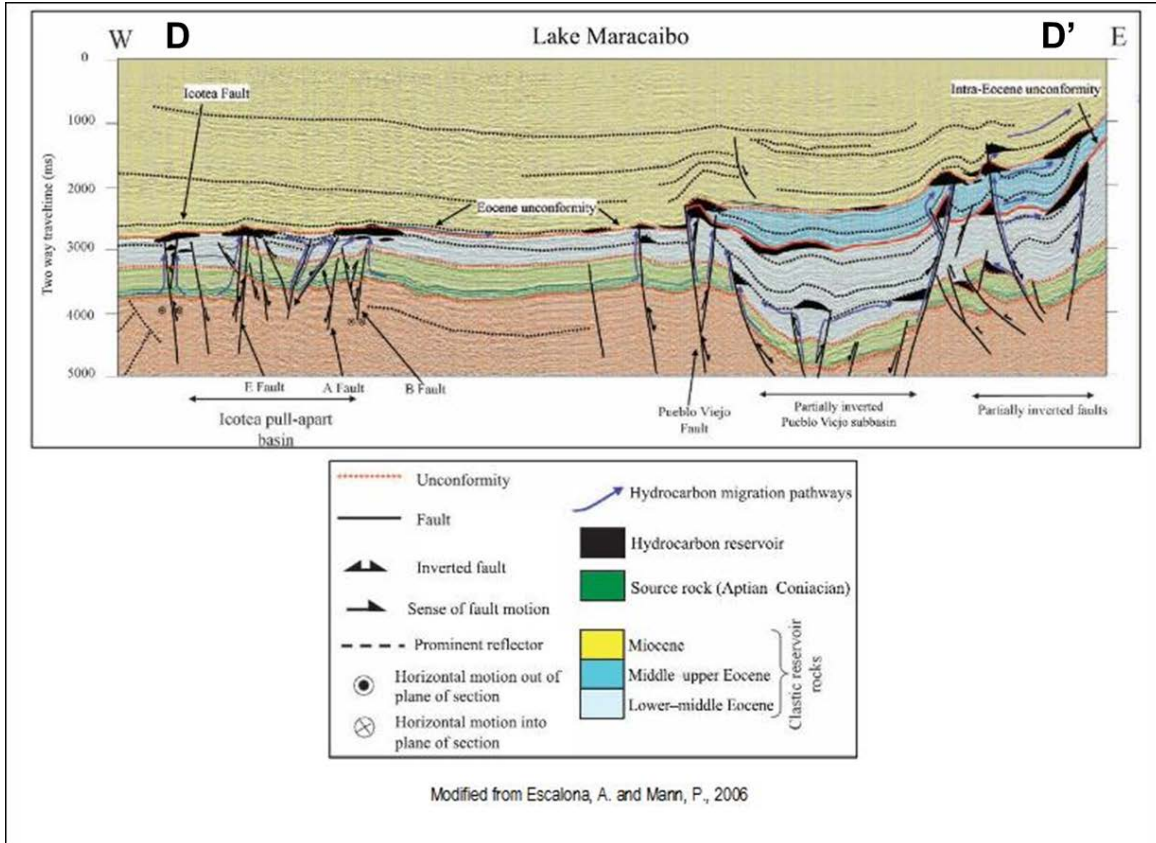 W D Lake Maracaibo D' E
0
Icotea Fault
Intra-Eocene unconformity
1000
Two way traveltime (ms)
2000
Eocene unconformity
3000
4000
5000
E Fault A Fault B Fault
Icotea pull-apart
basin
Pueblo Viejo
Fault
Partially inverted
Pueblo Viejo subbasin
Partially inverted faults
Unconformity
Fault
Inverted fault
Sense of fault motion
Prominent reflector
Horizontal motion out of
plane of section
Horizontal motion into
plane of section
Hydrocarbon migration pathways
Hydrocarbon reservoir
Source rock (Aptian Coniacian)
Miocene
Middle upper Eocene
Lower–middle Eocene
Clastic reservoir
rocks
Modified from Escalona, A. and Mann, P., 2006